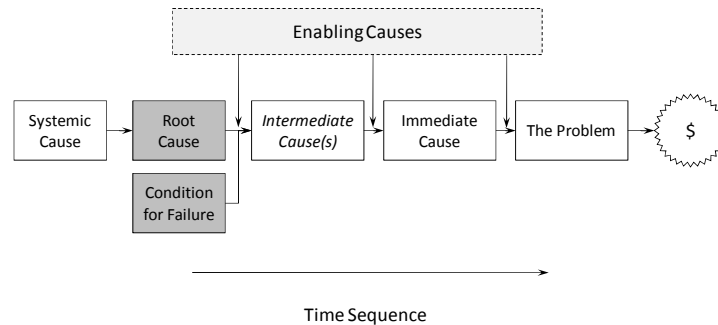 Enabling Causes
Systemic
Cause
Root
Cause
Intermediate
Cause(s)
Immediate
Cause
The Problem
$
Condition
for Failure
Time Sequence